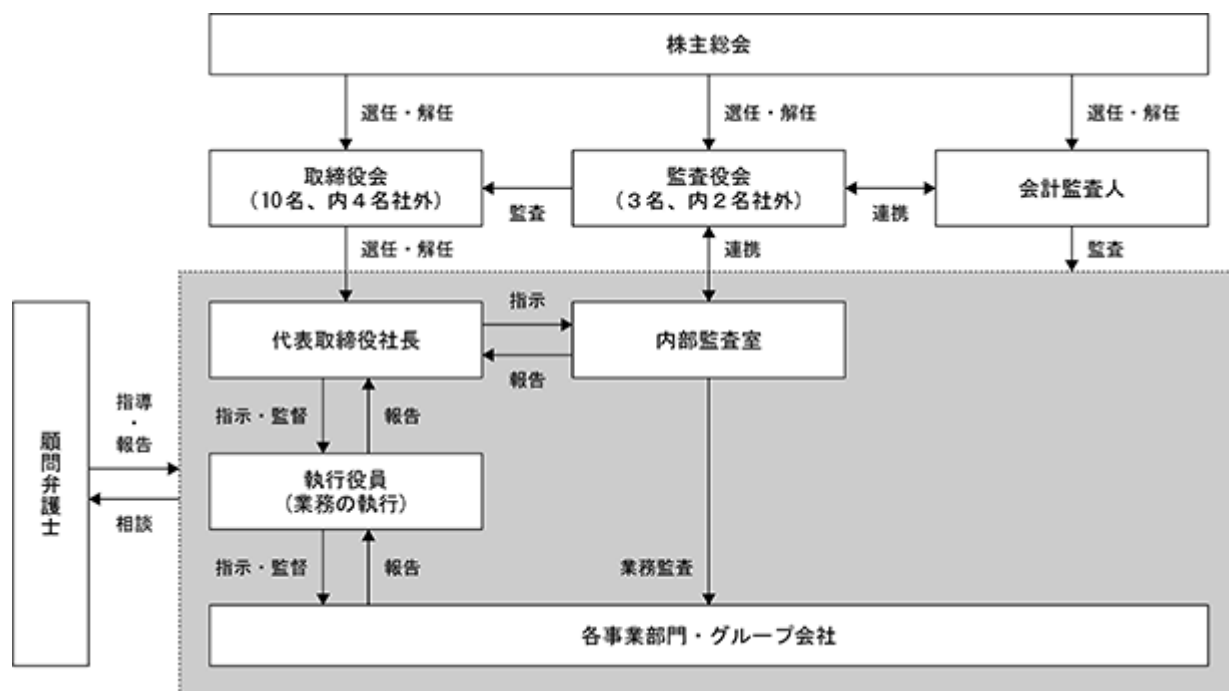 株主総会
選任・解任
選任・解任
選任・解任
取締役会
(10名、内4名社外)
監査
監査役会
(3名、内2名社外)
連携
会計監査人
選任・解任
連携
監査
代表取締役社長
指示
報告
内部監査室
指示・監督
報告
顧問弁護士
指導
・
報告
相談
執行役員
(業務の執行)
指示・監督
報告
業務監査
各事業部門・グループ会社